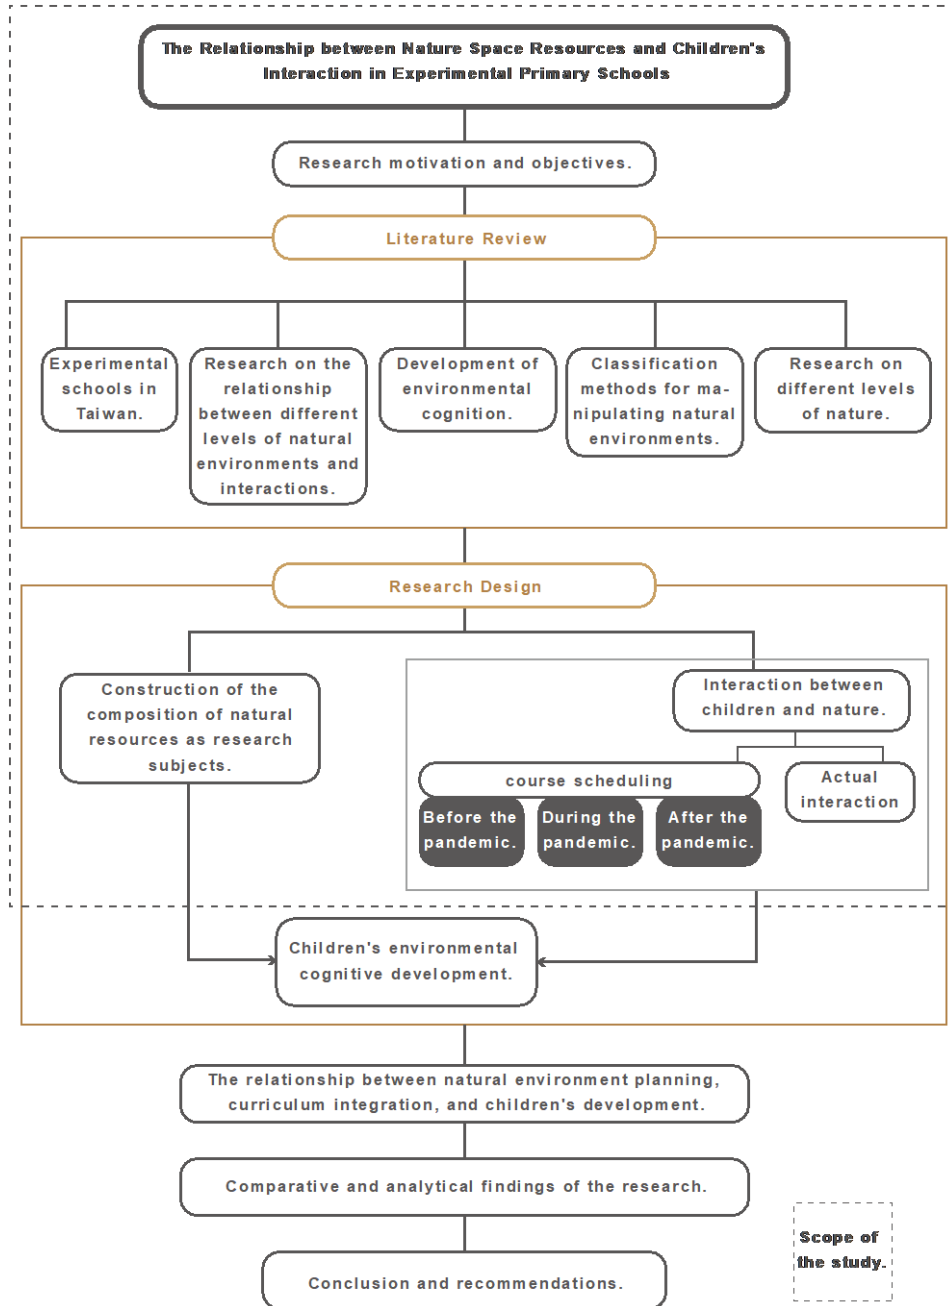 The Relationship between Nature Space Resources and Children's
Interaction in Experimental Primary Schools
Research motivation and objectives.
Literature Review
Experimental
schools in
Taiwan.
Research on the
relationship
between different
levels of natural
environments and
interactions.
Development of
environmental
cognition.
Classification
methods for ma-
nipulating natural
environments.
Research on
different levels
of nature.
Research Design
Construction of the
composition of natural
resources as research
subjects.
Interaction between
children and nature.
course scheduling
Before the
pandemic.
During the
pandemic.
After the
pandemic.
Actual
interaction
Children's environmental
cognitive development.
The relationship between natural environment planning,
curriculum integration, and children's development.
Comparative and analytical findings of the research.
Conclusion and recommendations.
Scope of
the study.